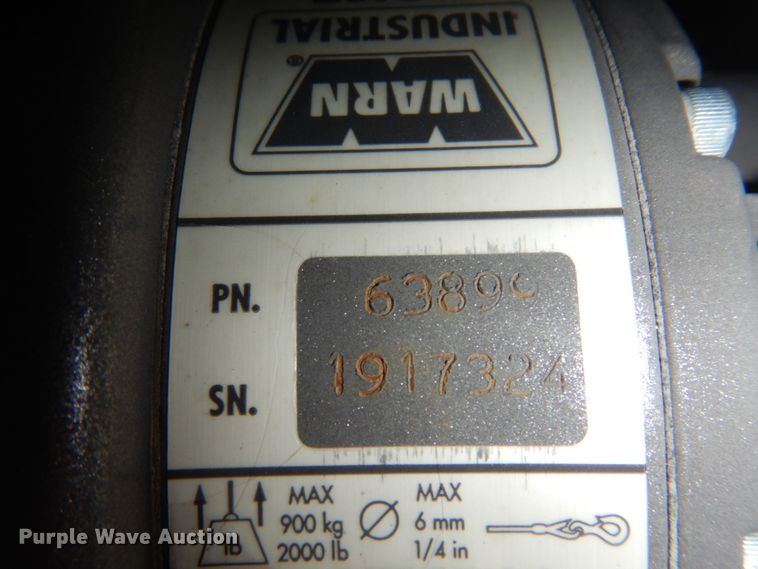 INDUSTRIAL
WARN®
PN. 63899
SN. 1917324
MAX
900 kg
2000 lb
lb
MAX
6 mm
1/4 in
Purple Wave Auction